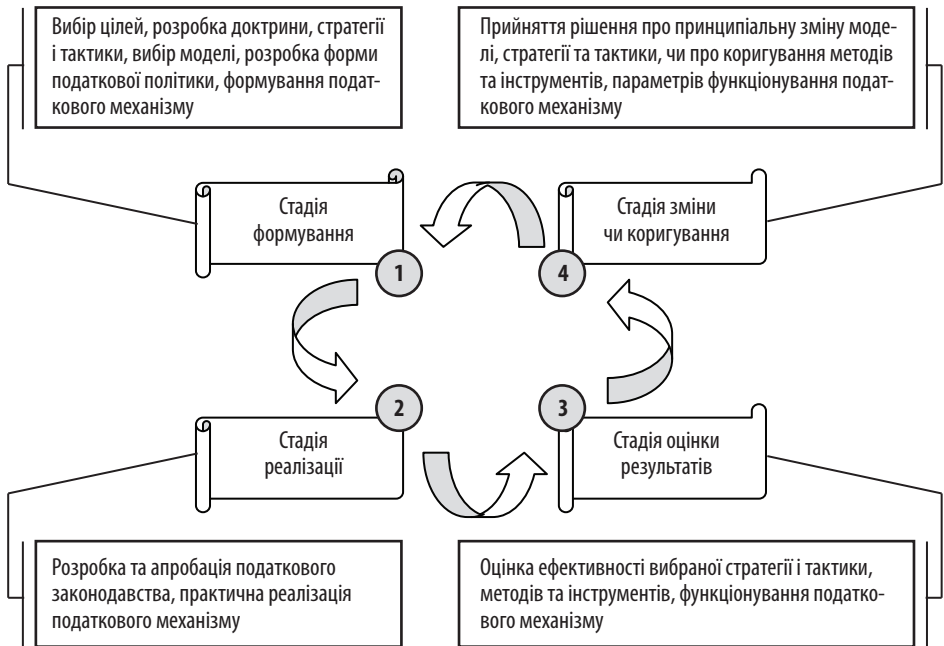 Вибір цілей, розробка доктрини, стратегії
і тактики, вибір моделі, розробка форми
податкової політики, формування подат-
кового механізму
Прийняття рішення про принципіальну зміну моде-
лі, стратегії та тактики, чи про коригування методів
та інструментів, параметрів функціонування подат-
кового механізму
Стадія
формування
1
Стадія зміни
чи коригування
4
2
Стадія
реалізації
3
Стадія оцінки
результатів
Розробка та апробація податкового
законодавства, практична реалізація
податкового механізму
Оцінка ефективності вибраної стратегії і тактики,
методів та інструментів, функціонування податко-
вого механізму